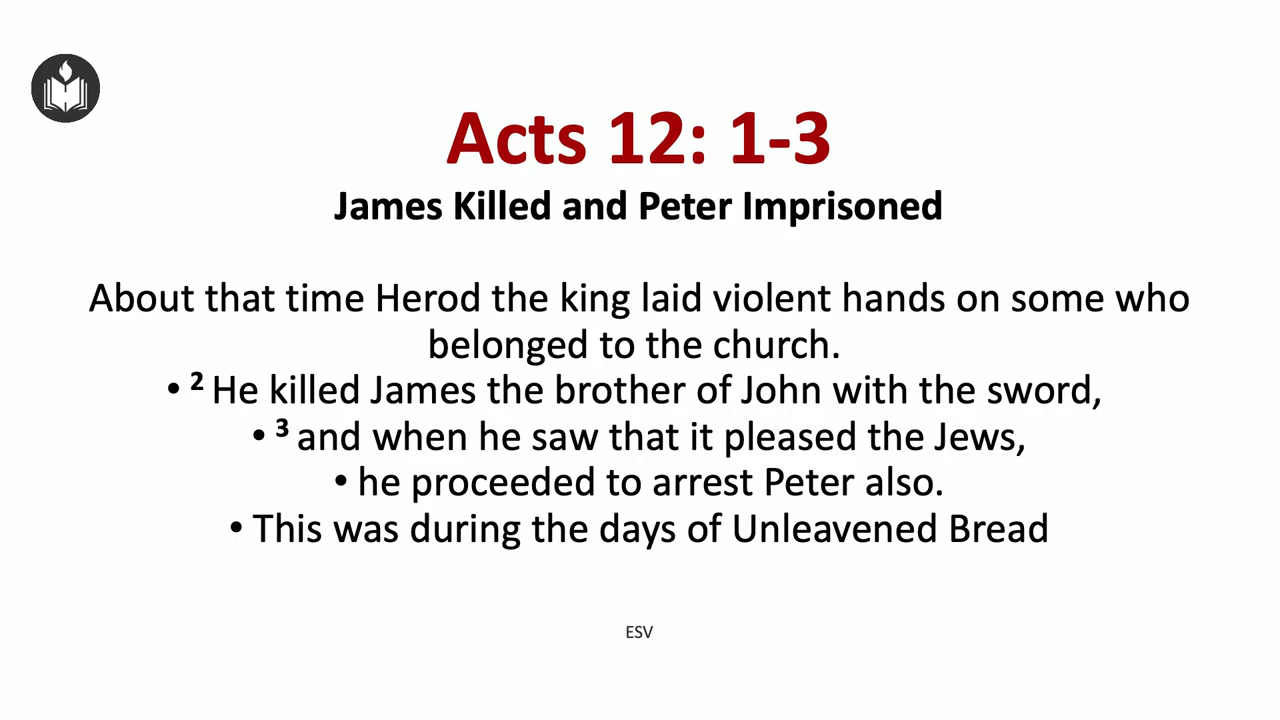 Acts 12: 1-3
James Killed and Peter Imprisoned
About that time Herod the king laid violent hands on some who
belonged to the church.
• ² He killed James the brother of John with the sword,
• ³ and when he saw that it pleased the Jews,
• he proceeded to arrest Peter also.
• This was during the days of Unleavened Bread
ESV